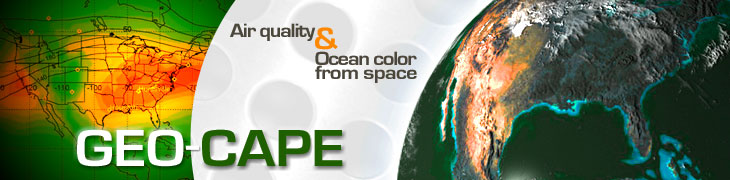 Air quality
&
Ocean color
from space
GEO-CAPE